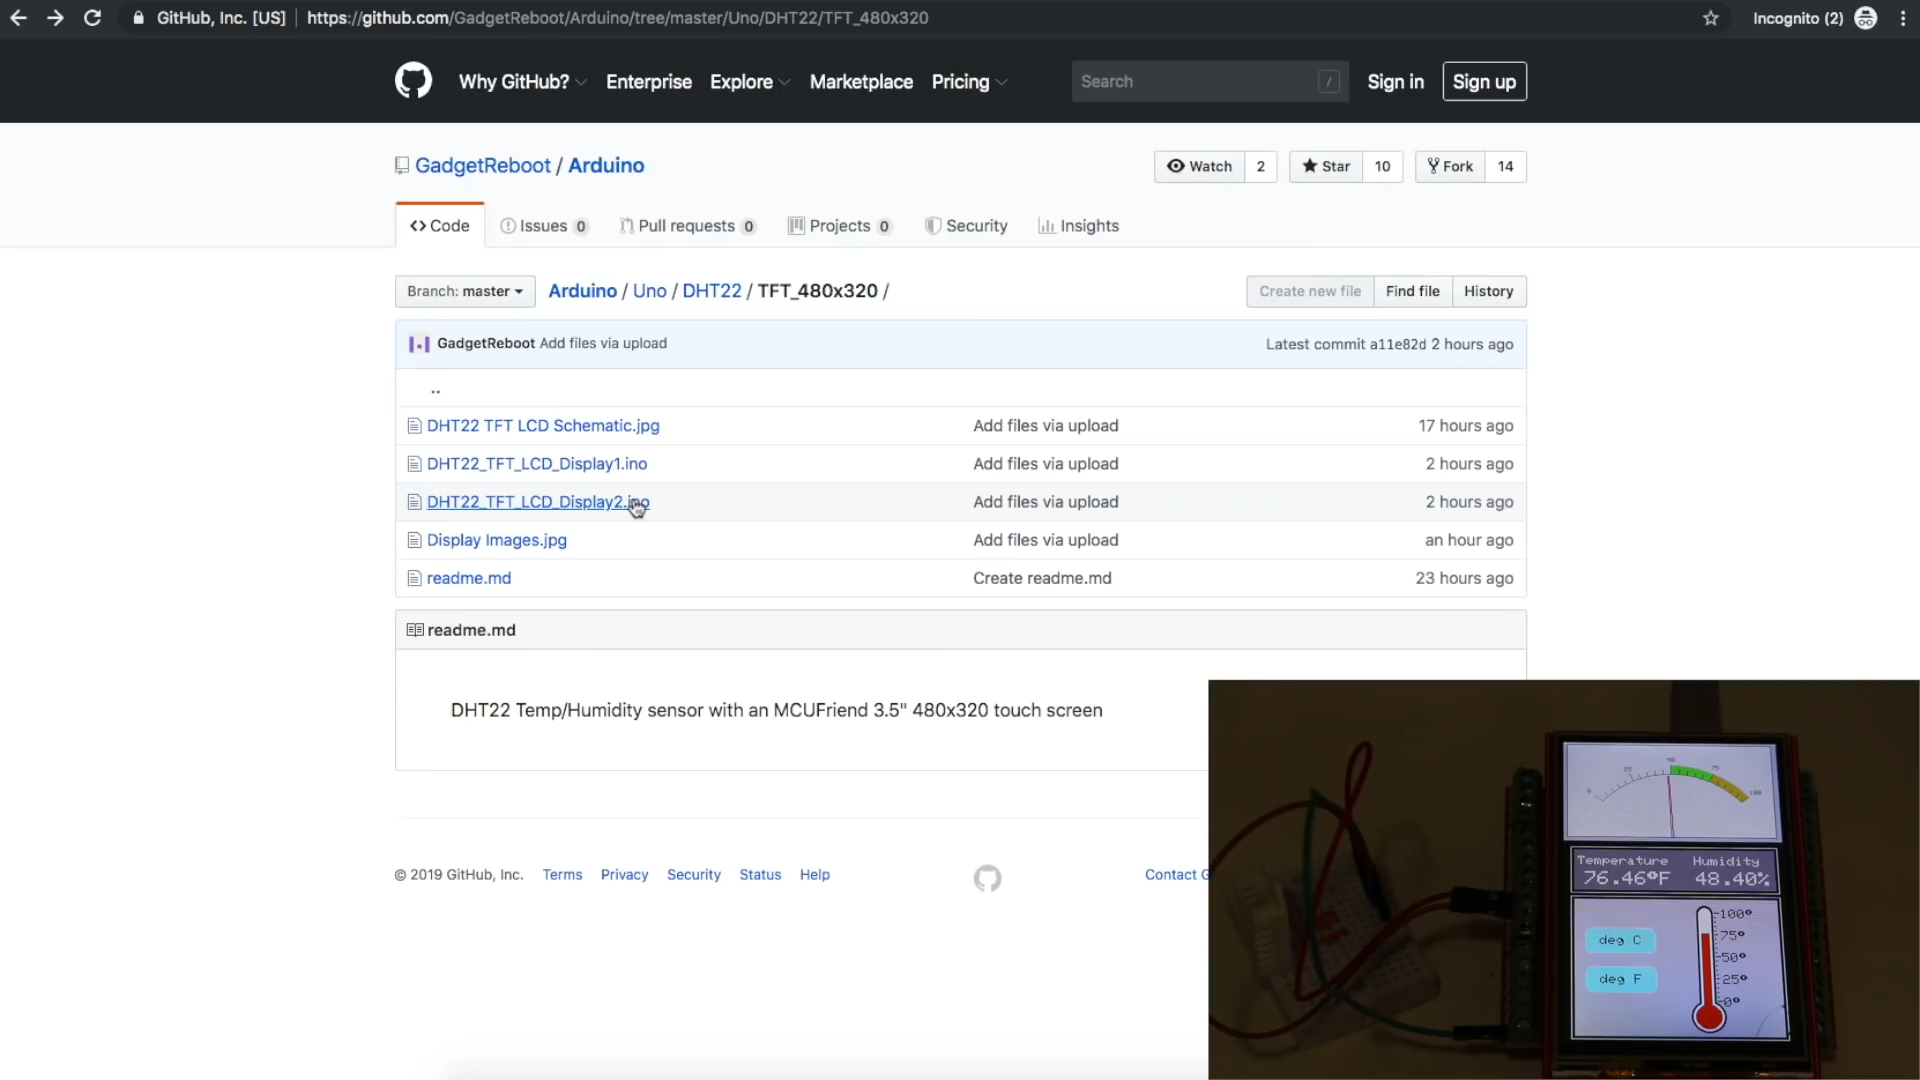 GitHub, Inc. [US] https://github.com/GadgetReboot/Arduino/tree/master/Uno/DHT22/TFT_480x320 Incognito (2)
Why GitHub? Enterprise Explore Marketplace Pricing Search / Sign in Sign up
GadgetReboot / Arduino Watch 2 Star 10 Fork 14
<> Code Issues 0 Pull requests 0 Projects 0 Security Insights
Branch: master Arduino / Uno / DHT22 / TFT_480x320 / Create new file Find file History
GadgetReboot Add files via upload Latest commit a11e82d 2 hours ago
..
DHT22 TFT LCD Schematic.jpg Add files via upload 17 hours ago
DHT22_TFT_LCD_Display1.ino Add files via upload 2 hours ago
DHT22_TFT_LCD_Display2.ino Add files via upload 2 hours ago
Display Images.jpg Add files via upload an hour ago
readme.md Create readme.md 23 hours ago
readme.md
DHT22 Temp/Humidity sensor with an MCUFriend 3.5" 480x320 touch screen
© 2019 GitHub, Inc. Terms Privacy Security Status Help Contact G
0 25 50 75 100
Temperature Humidity
76.46°F 48.40%
100°
75°
deg C
50°
deg F 25°
0°